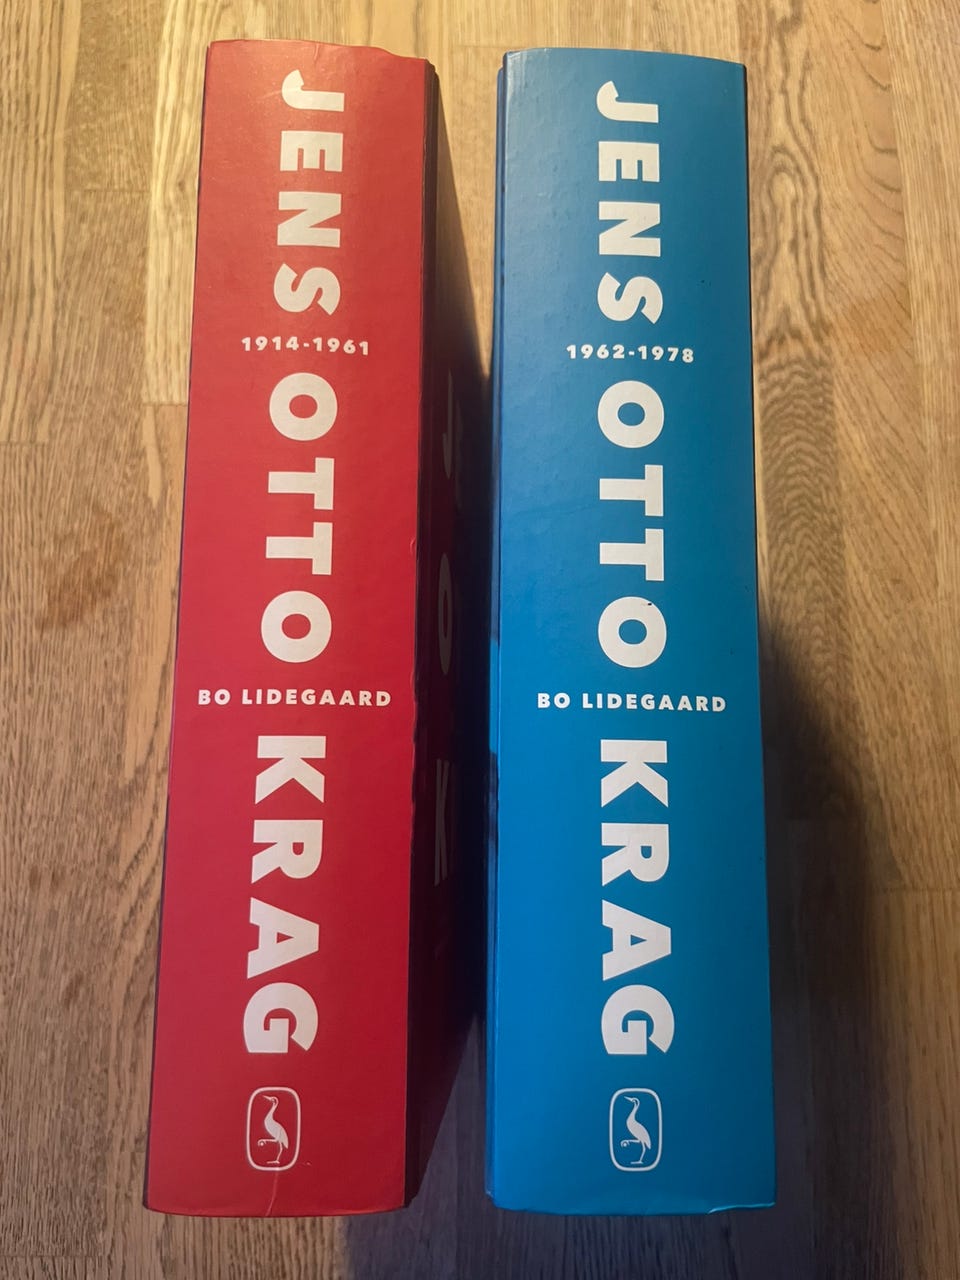 JENS
1914-1961
OTTO
BO LIDEGAARD
KRAG
JENS
1962-1978
OTTO
BO LIDEGAARD
KRAG
J
O
K